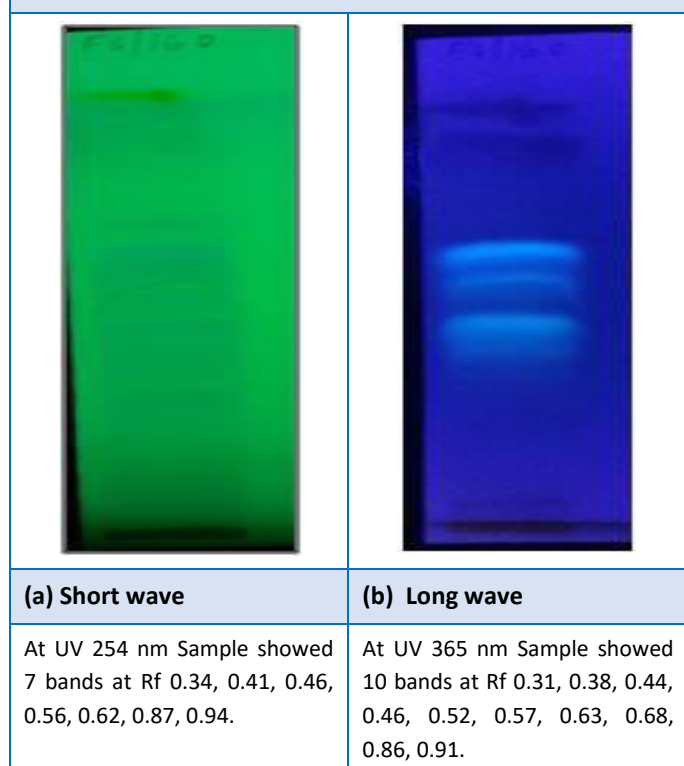 (a) Short wave
(b) Long wave
At UV 254 nm Sample showed
7 bands at Rf 0.34, 0.41, 0.46,
0.56, 0.62, 0.87, 0.94.
At UV 365 nm Sample showed
10 bands at Rf 0.31, 0.38, 0.44,
0.46, 0.52, 0.57, 0.63, 0.68,
0.86, 0.91.